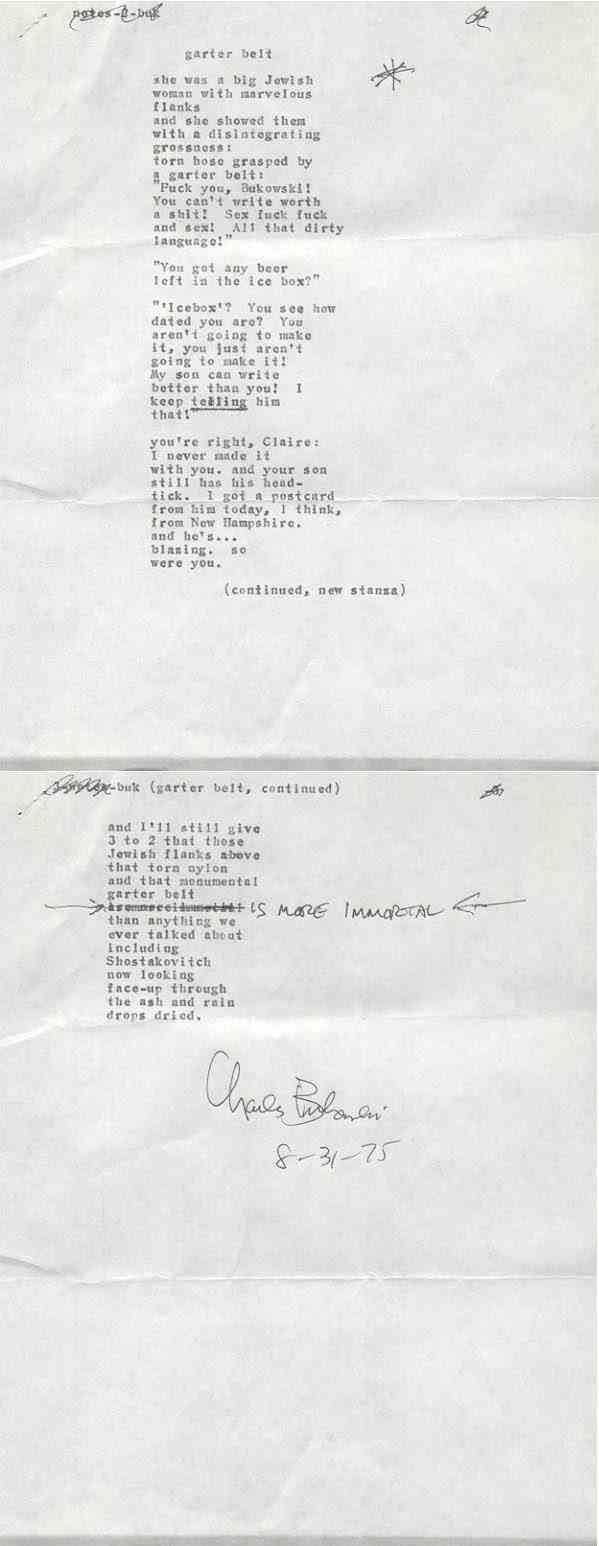 notes-2-buk
garter belt
she was a big Jewish
woman with marvelous
flanks
and she showed them
with a disintegrating
grossness:
torn hose grasped by
a garter belt:
"Fuck you, Bukowski!
You can't write worth
a shit! Sex fuck fuck
and sex! All that dirty
language!"
"You got any beer
left in the ice box?"
"'Icebox'? You see how
dated you are? You
aren't going to make
it, you just aren't
going to make it!
My son can write
better than you! I
keep telling him
that!"
you're right, Claire:
I never made it
with you. and your son
still has his head-
tick. I got a postcard
from him today, I think,
from New Hampshire.
and he's...
blazing. so
were you.
(continued, new stanza)
-buk (garter belt, continued)
and I'll still give
3 to 2 that those
Jewish flanks above
that torn nylon
and that monumental
garter belt
IS MORE IMMORTAL
than anything we
ever talked about
including
Shostakovitch
now looking
face-up through
the ash and rain
drops dried.
Charles Bukowski
8-31-75